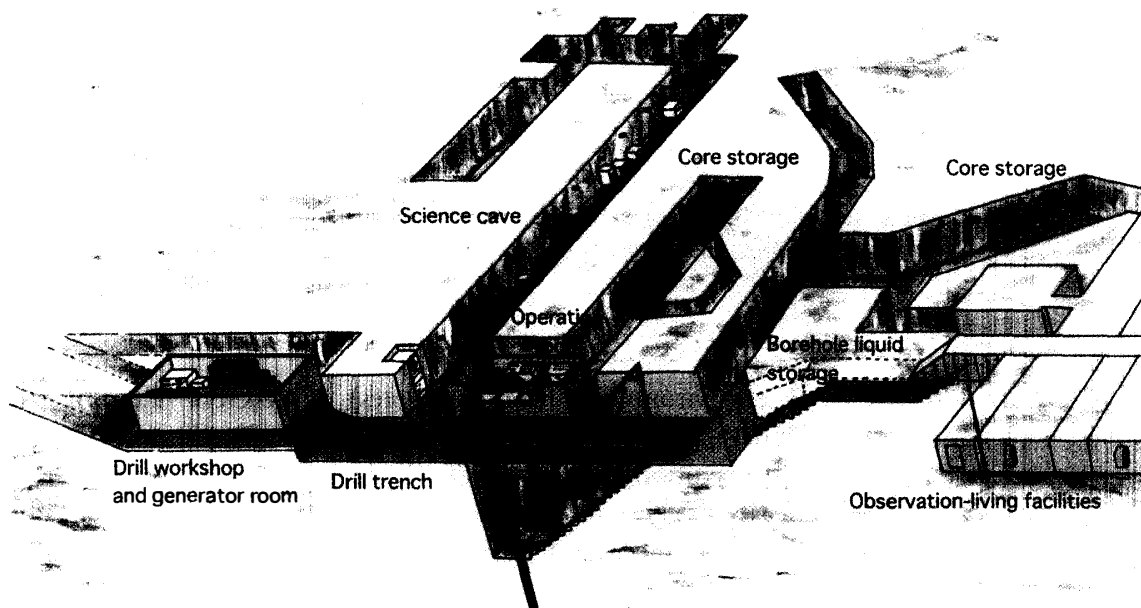 Core storage
Core storage
Science cave
Operati
Borehole liquid
storage
Drill workshop
and generator room
Drill trench
Observation-living facilities